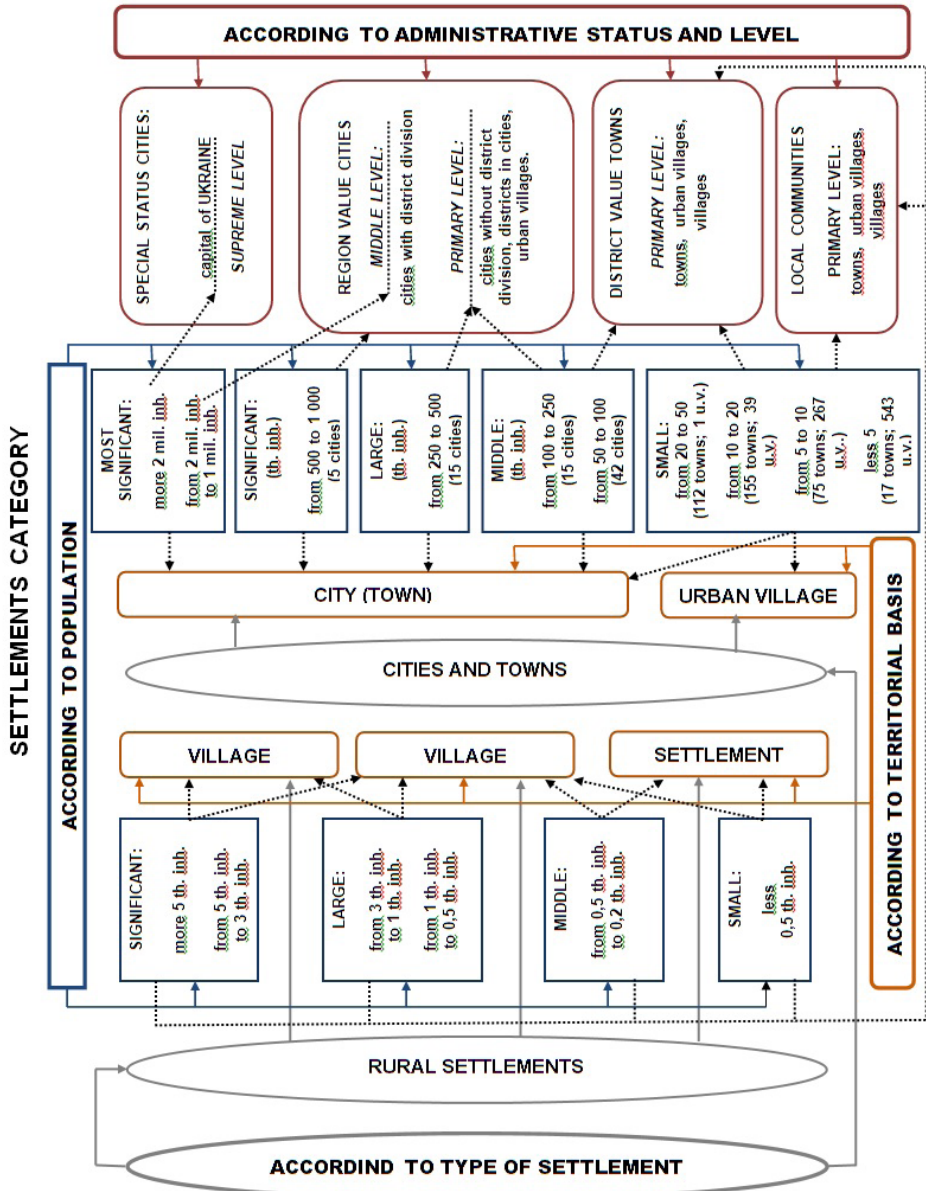 SETTLEMENTS CATEGORY
ACCORDING TO ADMINISTRATIVE STATUS AND LEVEL
SPECIAL STATUS CITIES:
capital of UKRAINE
SUPREME LEVEL
REGION VALUE CITIES
MIDDLE LEVEL:
cities with district division
PRIMARY LEVEL:
cities without district
division, districts in cities,
urban villages.
DISTRICT VALUE TOWNS
PRIMARY LEVEL:
towns, urban villages,
villages
LOCAL COMMUNITIES
PRIMARY LEVEL:
towns, urban villages,
villages
ACCORDING TO POPULATION
MOST
SIGNIFICANT:
more 2 mil. inh.
from 2 mil. inh.
to 1 mil. inh.
SIGNIFICANT:
(th. inh.)
from 500 to 1 000
(5 cities)
LARGE:
(th. inh.)
from 250 to 500
(15 cities)
MIDDLE:
(th. inh.)
from 100 to 250
(15 cities)
from 50 to 100
(42 cities)
SMALL:
from 20 to 50
(112 towns; 1 u.v.)
from 10 to 20
(155 towns; 39
u.v.)
from 5 to 10
(75 towns; 267
u.v..)
less 5
(17 towns; 543
u.v.)
CITY (TOWN)
URBAN VILLAGE
CITIES AND TOWNS
VILLAGE
VILLAGE
SETTLEMENT
ACCORDING TO TERRITORIAL BASIS
SIGNIFICANT:
more 5 th. inh.
from 5 th. inh.
to 3 th. inh.
LARGE:
from 3 th. inh.
to 1 th. inh.
from 1 th. inh.
to 0,5 th. inh.
MIDDLE:
from 0,5 th. inh.
to 0,2 th. inh.
SMALL:
less
0,5 th. inh.
RURAL SETTLEMENTS
ACCORDIND TO TYPE OF SETTLEMENT